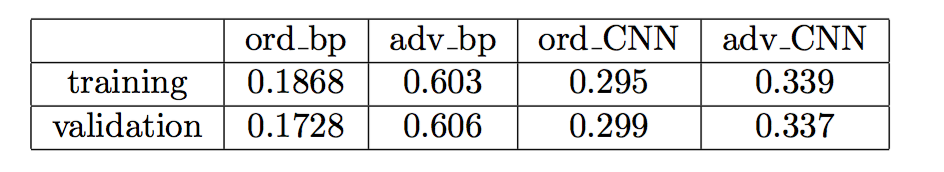 ord_bp adv_bp ord_CNN adv_CNN
training 0.1868 0.603 0.295 0.339
validation 0.1728 0.606 0.299 0.337